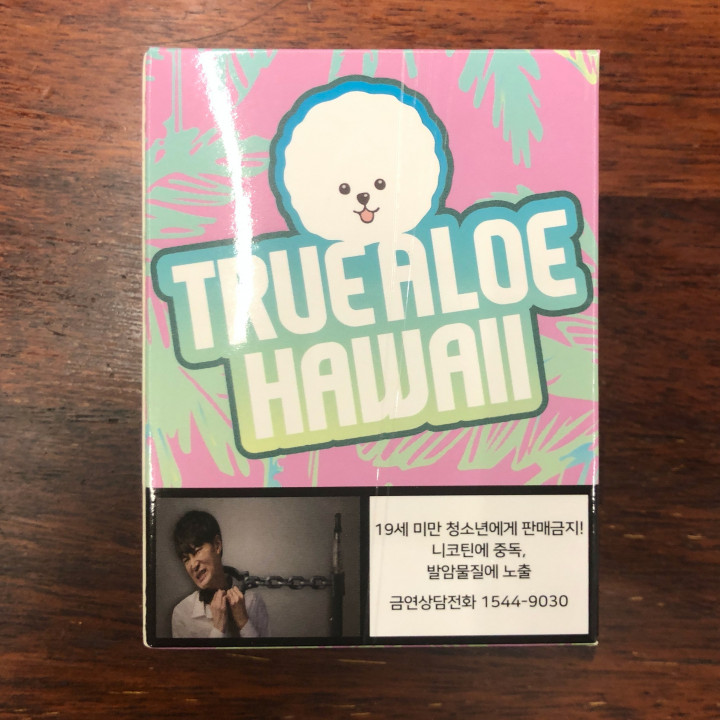 TRUE ALOE
HAWAII
19세 미만 청소년에게 판매금지!
니코틴에 중독,
발암물질에 노출
금연상담전화 1544-9030